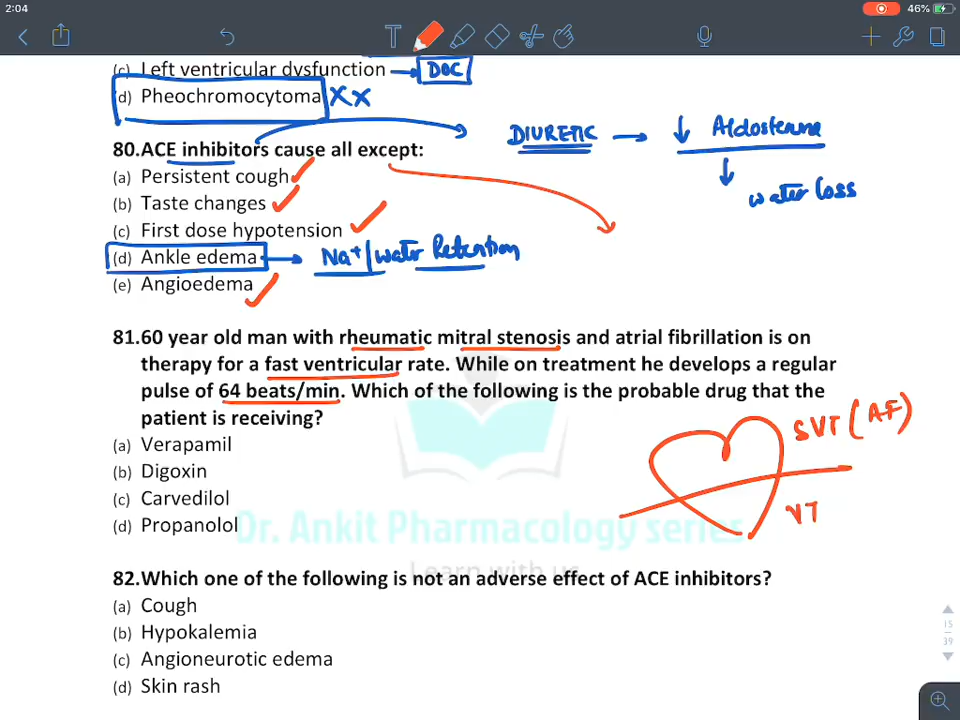 2:04
46%
(c) Left ventricular dysfunction → DOC
(d) Pheochromocytoma XX
DIURETIC → ↓ Aldosterone
↓
water loss
80.ACE inhibitors cause all except:
(a) Persistent cough
(b) Taste changes
(c) First dose hypotension
(d) Ankle edema → Na+/water Retention
(e) Angioedema
81.60 year old man with rheumatic mitral stenosis and atrial fibrillation is on
therapy for a fast ventricular rate. While on treatment he develops a regular
pulse of 64 beats/min. Which of the following is the probable drug that the
patient is receiving?
(a) Verapamil
(b) Digoxin
(c) Carvedilol
(d) Propanolol
SVT (AF)
VT
Dr. Ankit Pharmacology series
Learn with us
82.Which one of the following is not an adverse effect of ACE inhibitors?
(a) Cough
(b) Hypokalemia
(c) Angioneurotic edema
(d) Skin rash
15
39